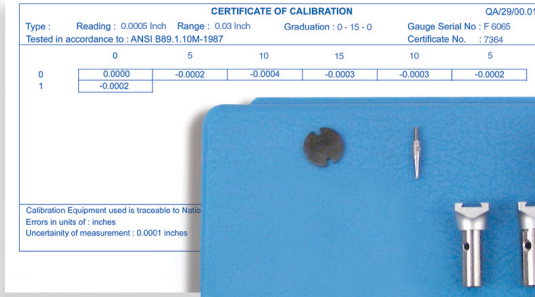 CERTIFICATE OF CALIBRATION QA/29/00.01
Type : Reading : 0.0005 Inch Range : 0.03 Inch Graduation : 0 - 15 - 0 Gauge Serial No : F 6065
Tested in accordance to : ANSI B89.1.10M-1987 Certificate No. : 7364
0 5 10 15 10 5
0 0.0000 -0.0002 -0.0004 -0.0003 -0.0003 -0.0002
1 -0.0002
Calibration Equipment used is traceable to Natio
Errors in units of : inches
Uncertainity of measurement : 0.0001 inches